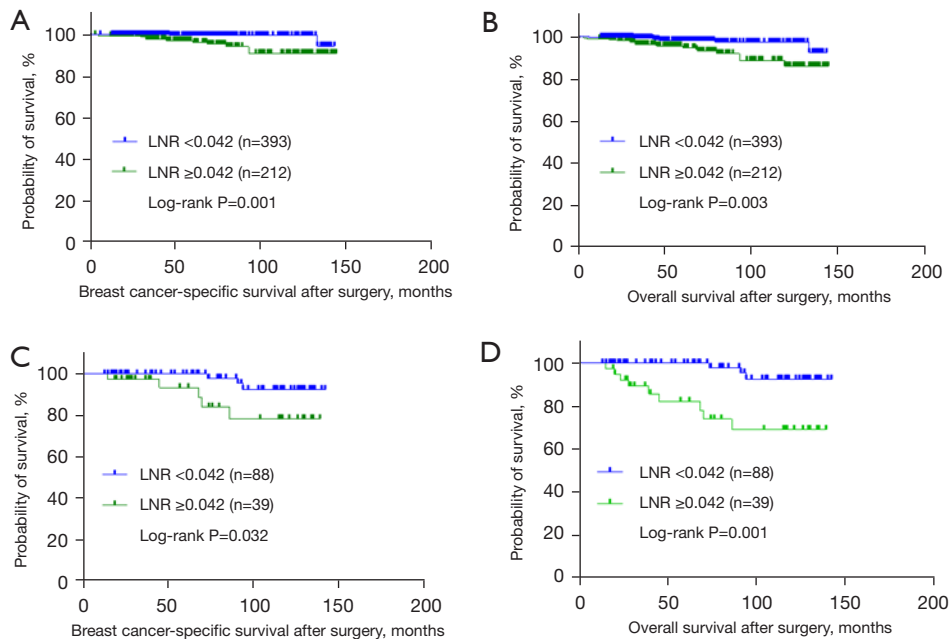 A
100
80
60
40
20
0
Probability of survival, %
LNR <0.042 (n=393)
LNR ≥0.042 (n=212)
Log-rank P=0.001
0 50 100 150 200
Breast cancer-specific survival after surgery, months
B
100
80
60
40
20
0
Probability of survival, %
LNR <0.042 (n=393)
LNR ≥0.042 (n=212)
Log-rank P=0.003
0 50 100 150 200
Overall survival after surgery, months
C
100
80
60
40
20
0
Probability of survival, %
LNR <0.042 (n=88)
LNR ≥0.042 (n=39)
Log-rank P=0.032
0 50 100 150 200
Breast cancer-specific survival after surgery, months
D
100
80
60
40
20
0
Probability of survival, %
LNR <0.042 (n=88)
LNR ≥0.042 (n=39)
Log-rank P=0.001
0 50 100 150 200
Overall survival after surgery, months